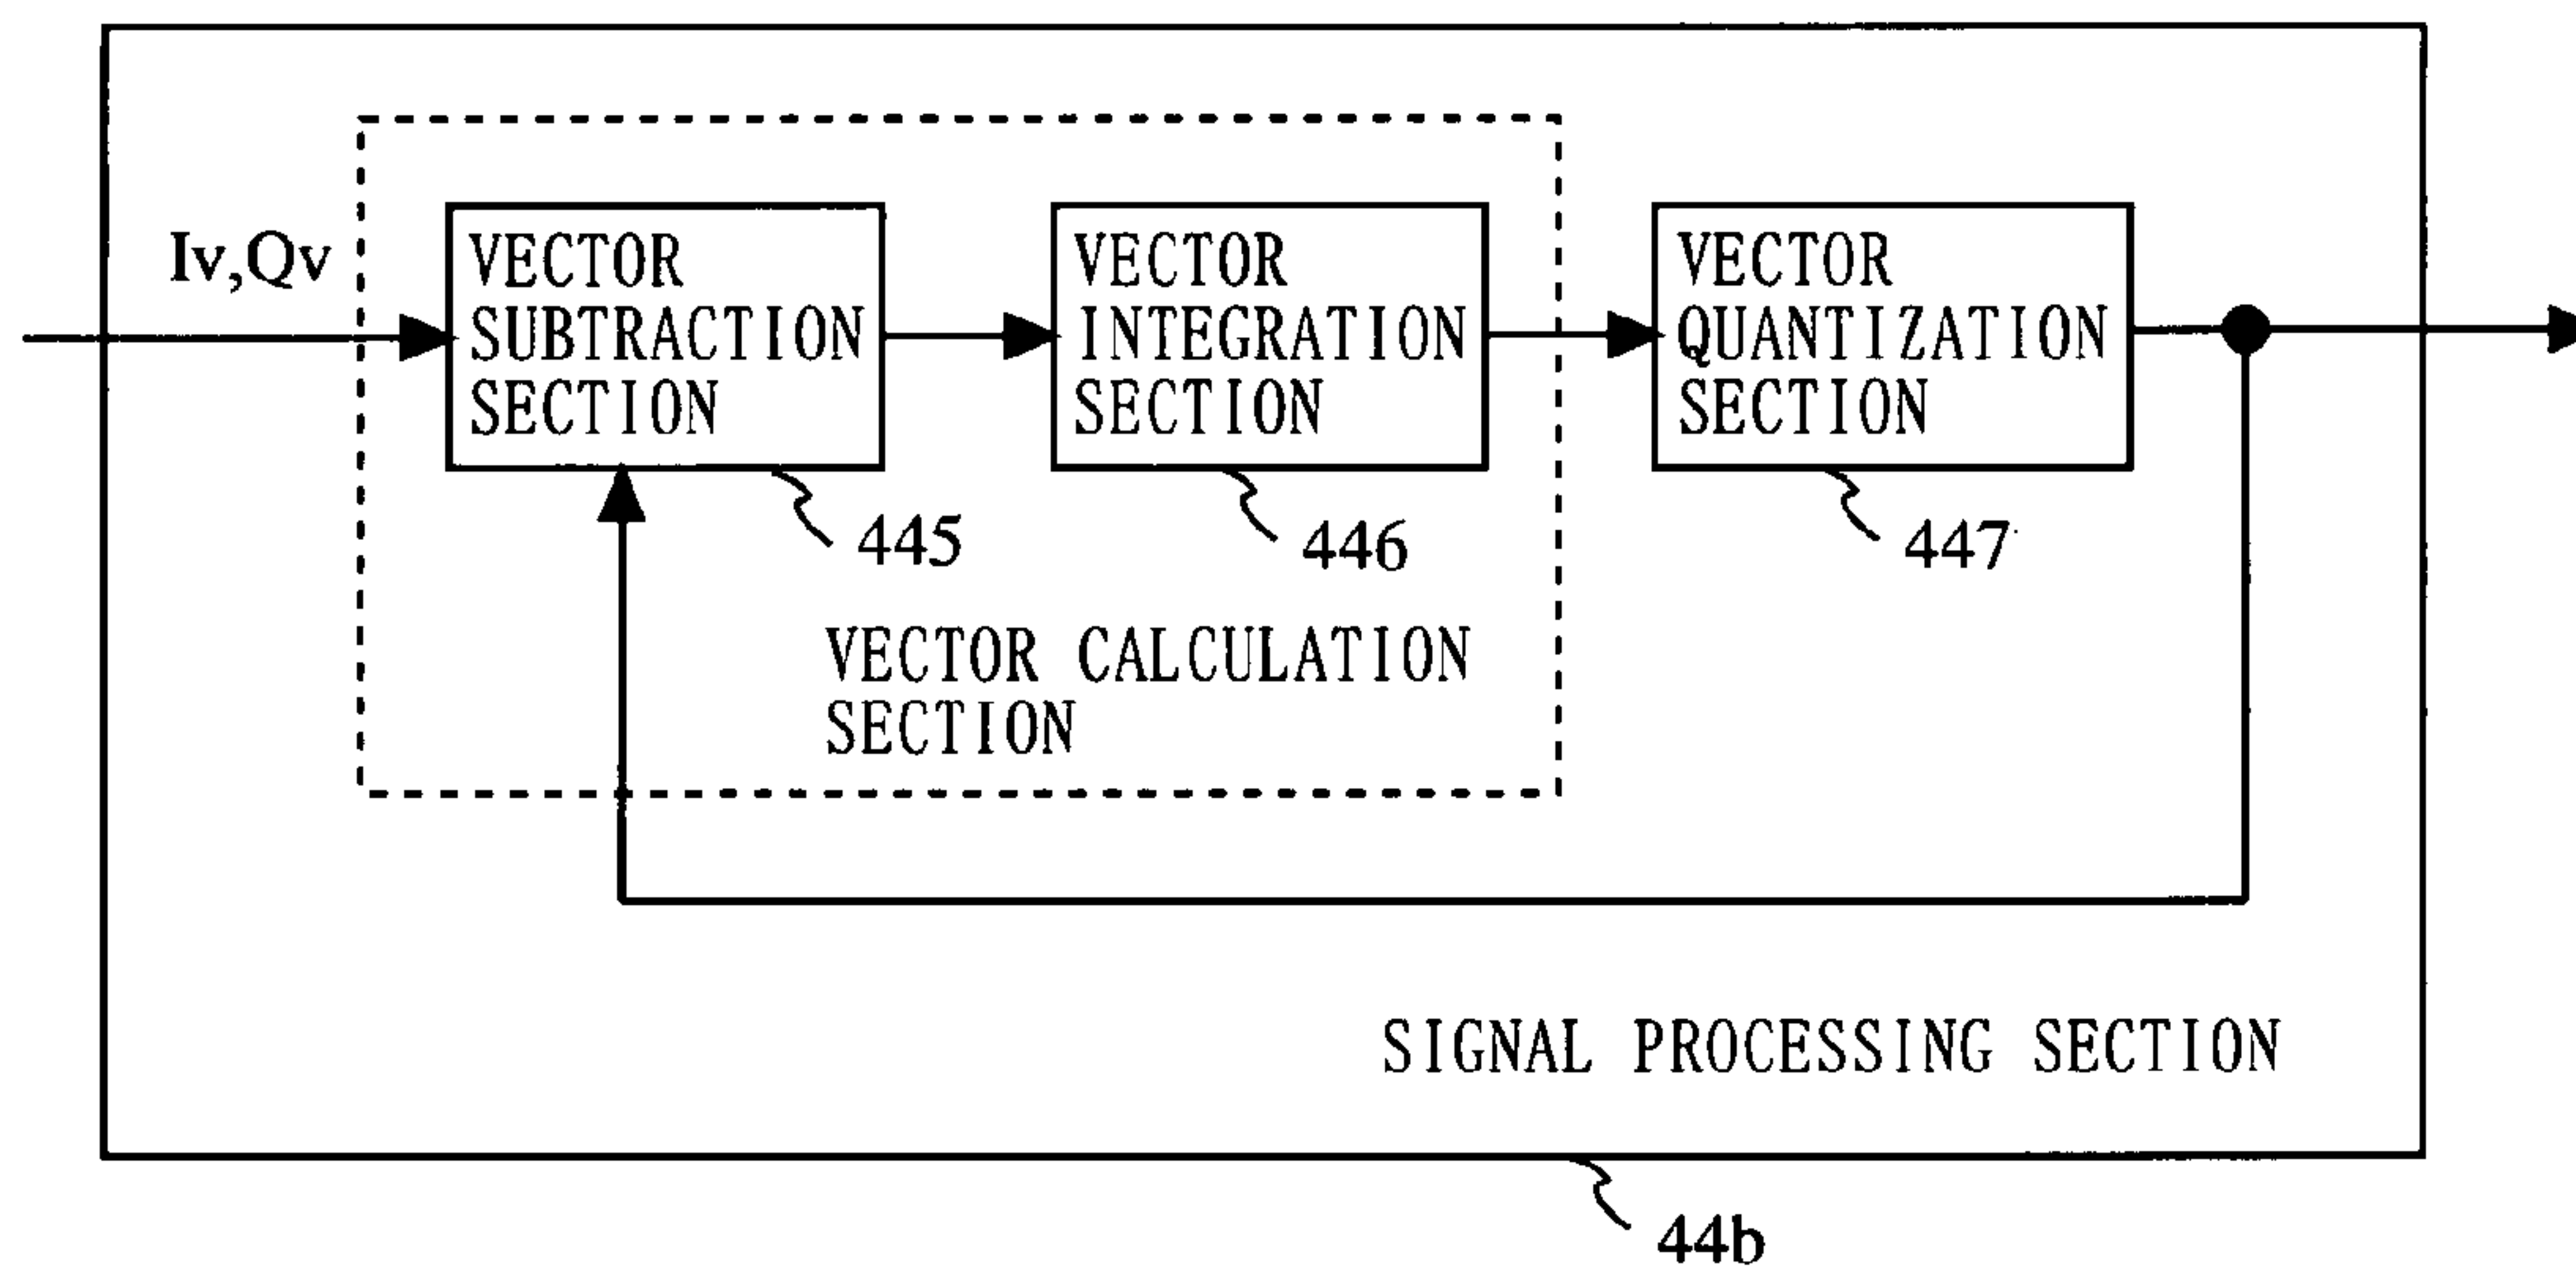 Iv,Qv
VECTOR
SUBTRACTION
SECTION
VECTOR
INTEGRATION
SECTION
VECTOR
QUANTIZATION
SECTION
445
446
447
VECTOR CALCULATION
SECTION
SIGNAL PROCESSING SECTION
44b